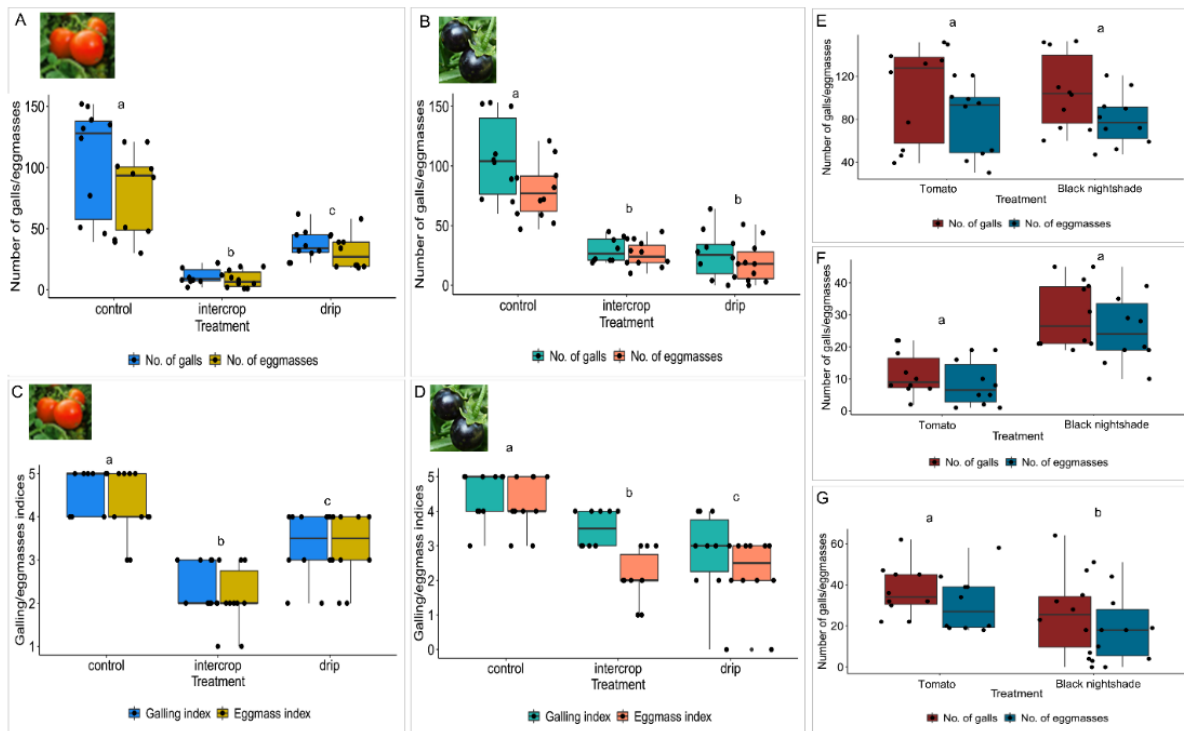 A
Number of galls/eggmasses
150
100
50
0
a
b
c
control
intercrop
drip
Treatment
No. of galls
No. of eggmasses
B
Number of galls/eggmasses
150
100
50
0
a
b
b
control
intercrop
drip
Treatment
No. of galls
No. of eggmasses
C
Galling/eggmasses indices
5
4
3
2
1
a
b
c
control
intercrop
drip
Treatment
Galling index
Eggmass index
D
Galling/eggmass indices
5
4
3
2
1
0
a
b
c
control
intercrop
drip
Treatment
Galling index
Eggmass index
E
Number of galls/eggmasses
120
80
40
a
a
Tomato
Black nightshade
Treatment
No. of galls
No. of eggmasses
F
Number of galls/eggmasses
40
30
20
10
0
a
a
Tomato
Black nightshade
Treatment
No. of galls
No. of eggmasses
G
Number of galls/eggmasses
60
40
20
0
a
b
Tomato
Black nightshade
Treatment
No. of galls
No. of eggmasses